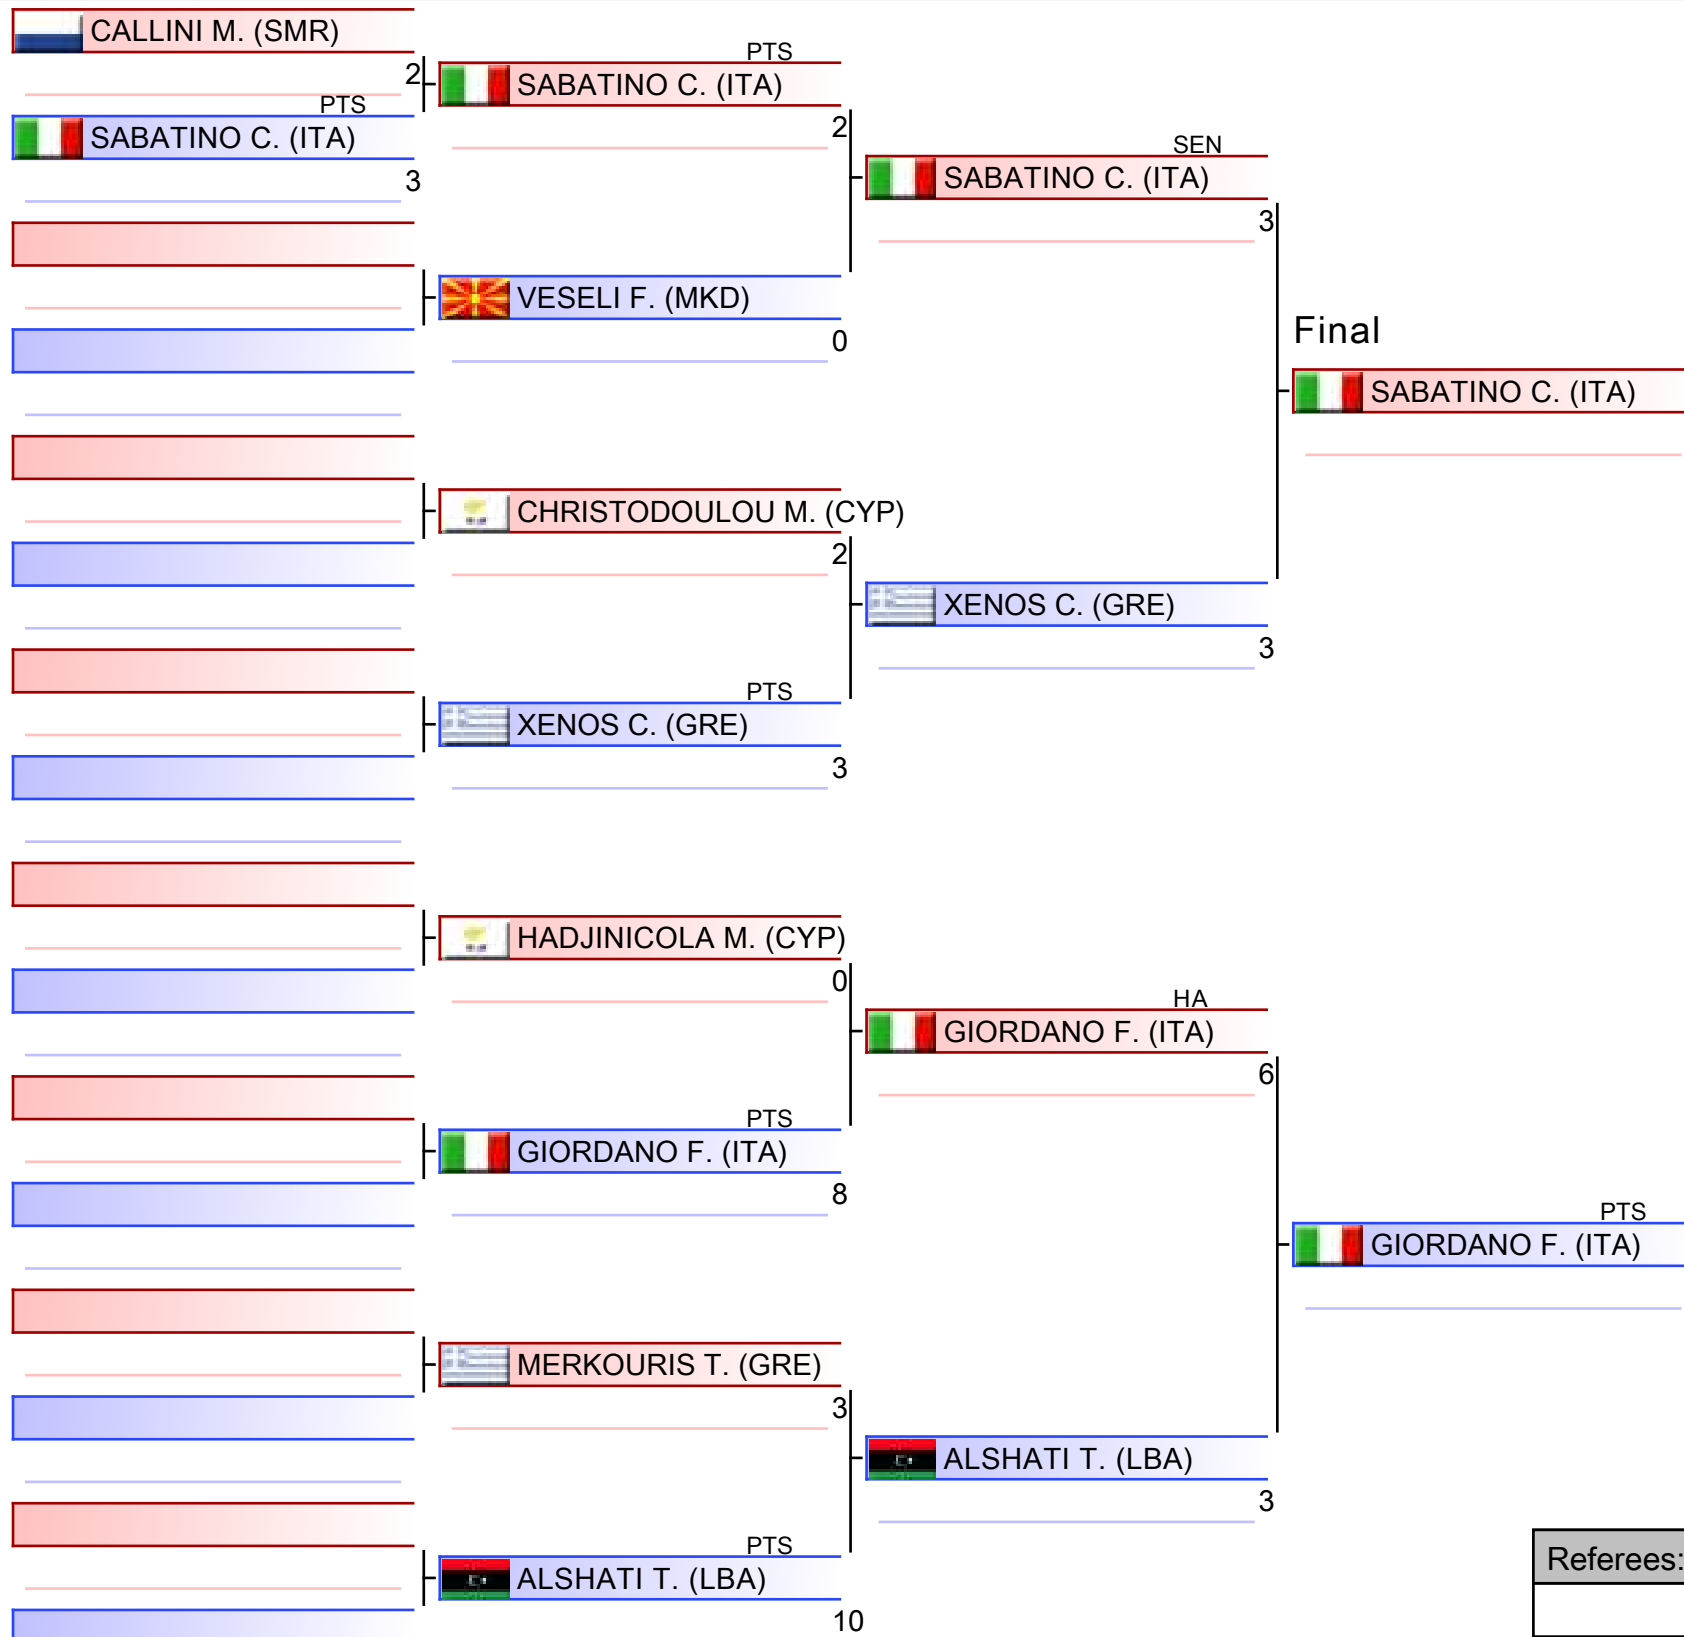 CALLINI M. (SMR)
2
PTS
SABATINO C. (ITA)
3
PTS
SABATINO C. (ITA)
2
VESELI F. (MKD)
0
CHRISTODOULOU M. (CYP)
2
PTS
XENOS C. (GRE)
3
HADJINICOLA M. (CYP)
0
PTS
GIORDANO F. (ITA)
8
MERKOURIS T. (GRE)
3
PTS
ALSHATI T. (LBA)
10
SEN
SABATINO C. (ITA)
3
XENOS C. (GRE)
3
HA
GIORDANO F. (ITA)
6
ALSHATI T. (LBA)
3
Final
SABATINO C. (ITA)
PTS
GIORDANO F. (ITA)
Referees: